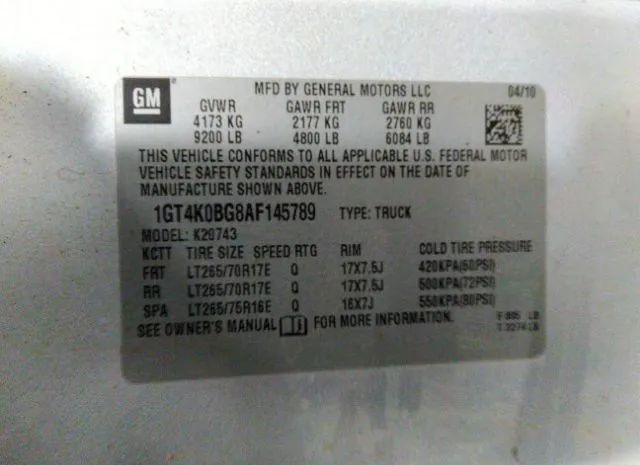 GM
MFD BY GENERAL MOTORS LLC 04/10
GVWR GAWR FRT GAWR RR
4173 KG 2177 KG 2760 KG
9200 LB 4800 LB 6084 LB
THIS VEHICLE CONFORMS TO ALL APPLICABLE U.S. FEDERAL MOTOR
VEHICLE SAFETY STANDARDS IN EFFECT ON THE DATE OF
MANUFACTURE SHOWN ABOVE.
1GT4K0BG8AF145789 TYPE: TRUCK
MODEL: K20743
KCTT TIRE SIZE SPEED RTG RIM COLD TIRE PRESSURE
FRT LT265/70R17E Q 17X7.5J 420KPA(60PSI)
RR LT265/70R17E Q 17X7.5J 500KPA(72PSI)
SPA LT265/75R16E Q 16X7J 550KPA(80PSI)
SEE OWNER'S MANUAL FOR MORE INFORMATION. F 895 LB
T 3274 LB